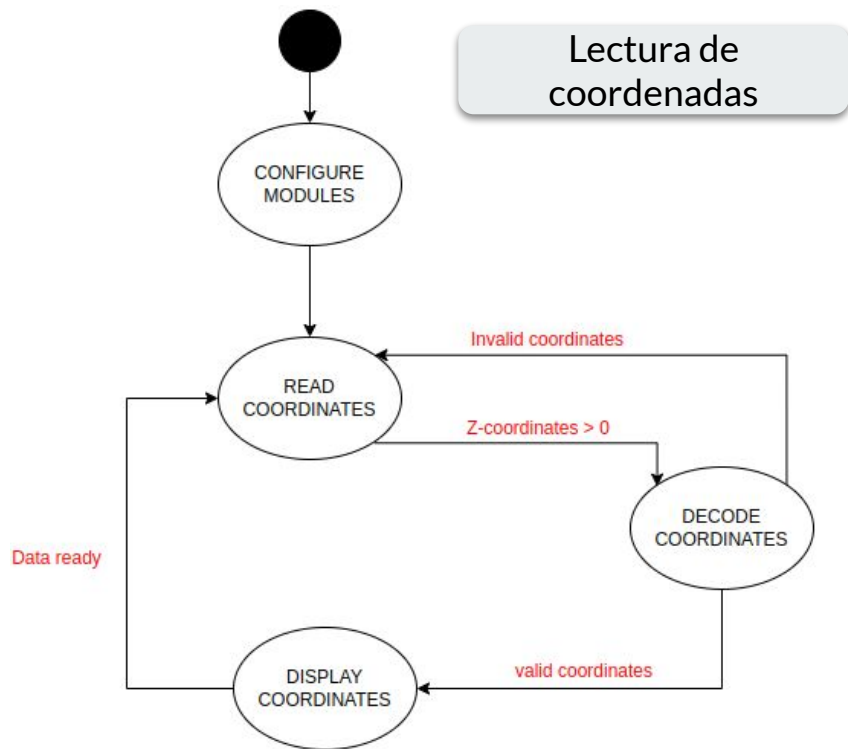 Lectura de
coordenadas
CONFIGURE
MODULES
Invalid coordinates
READ
COORDINATES
Z-coordinates > 0
DECODE
COORDINATES
Data ready
valid coordinates
DISPLAY
COORDINATES